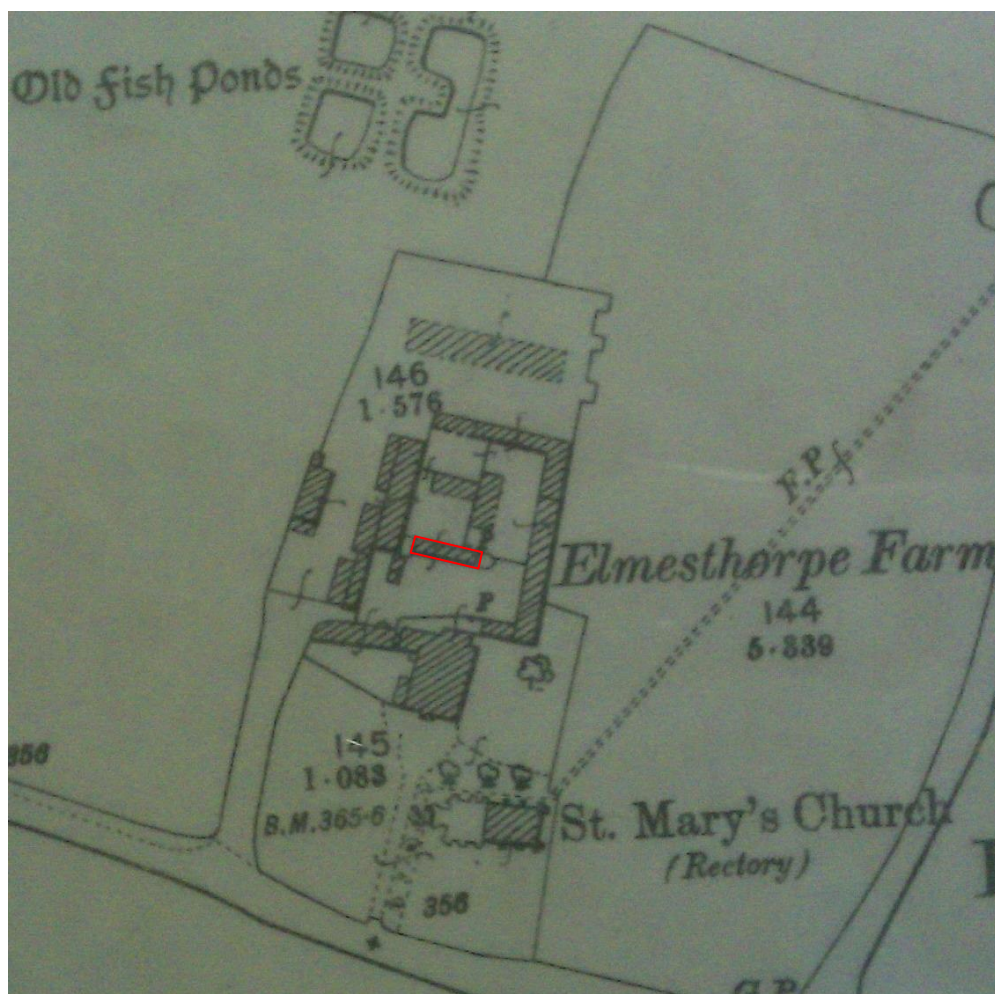 Old Fish Ponds
146
1·576
F.P
Elmesthorpe Farm
144
5·339
P
145
1·083
356
B.M.365·6
St. Mary's Church
(Rectory)
356
G.P.